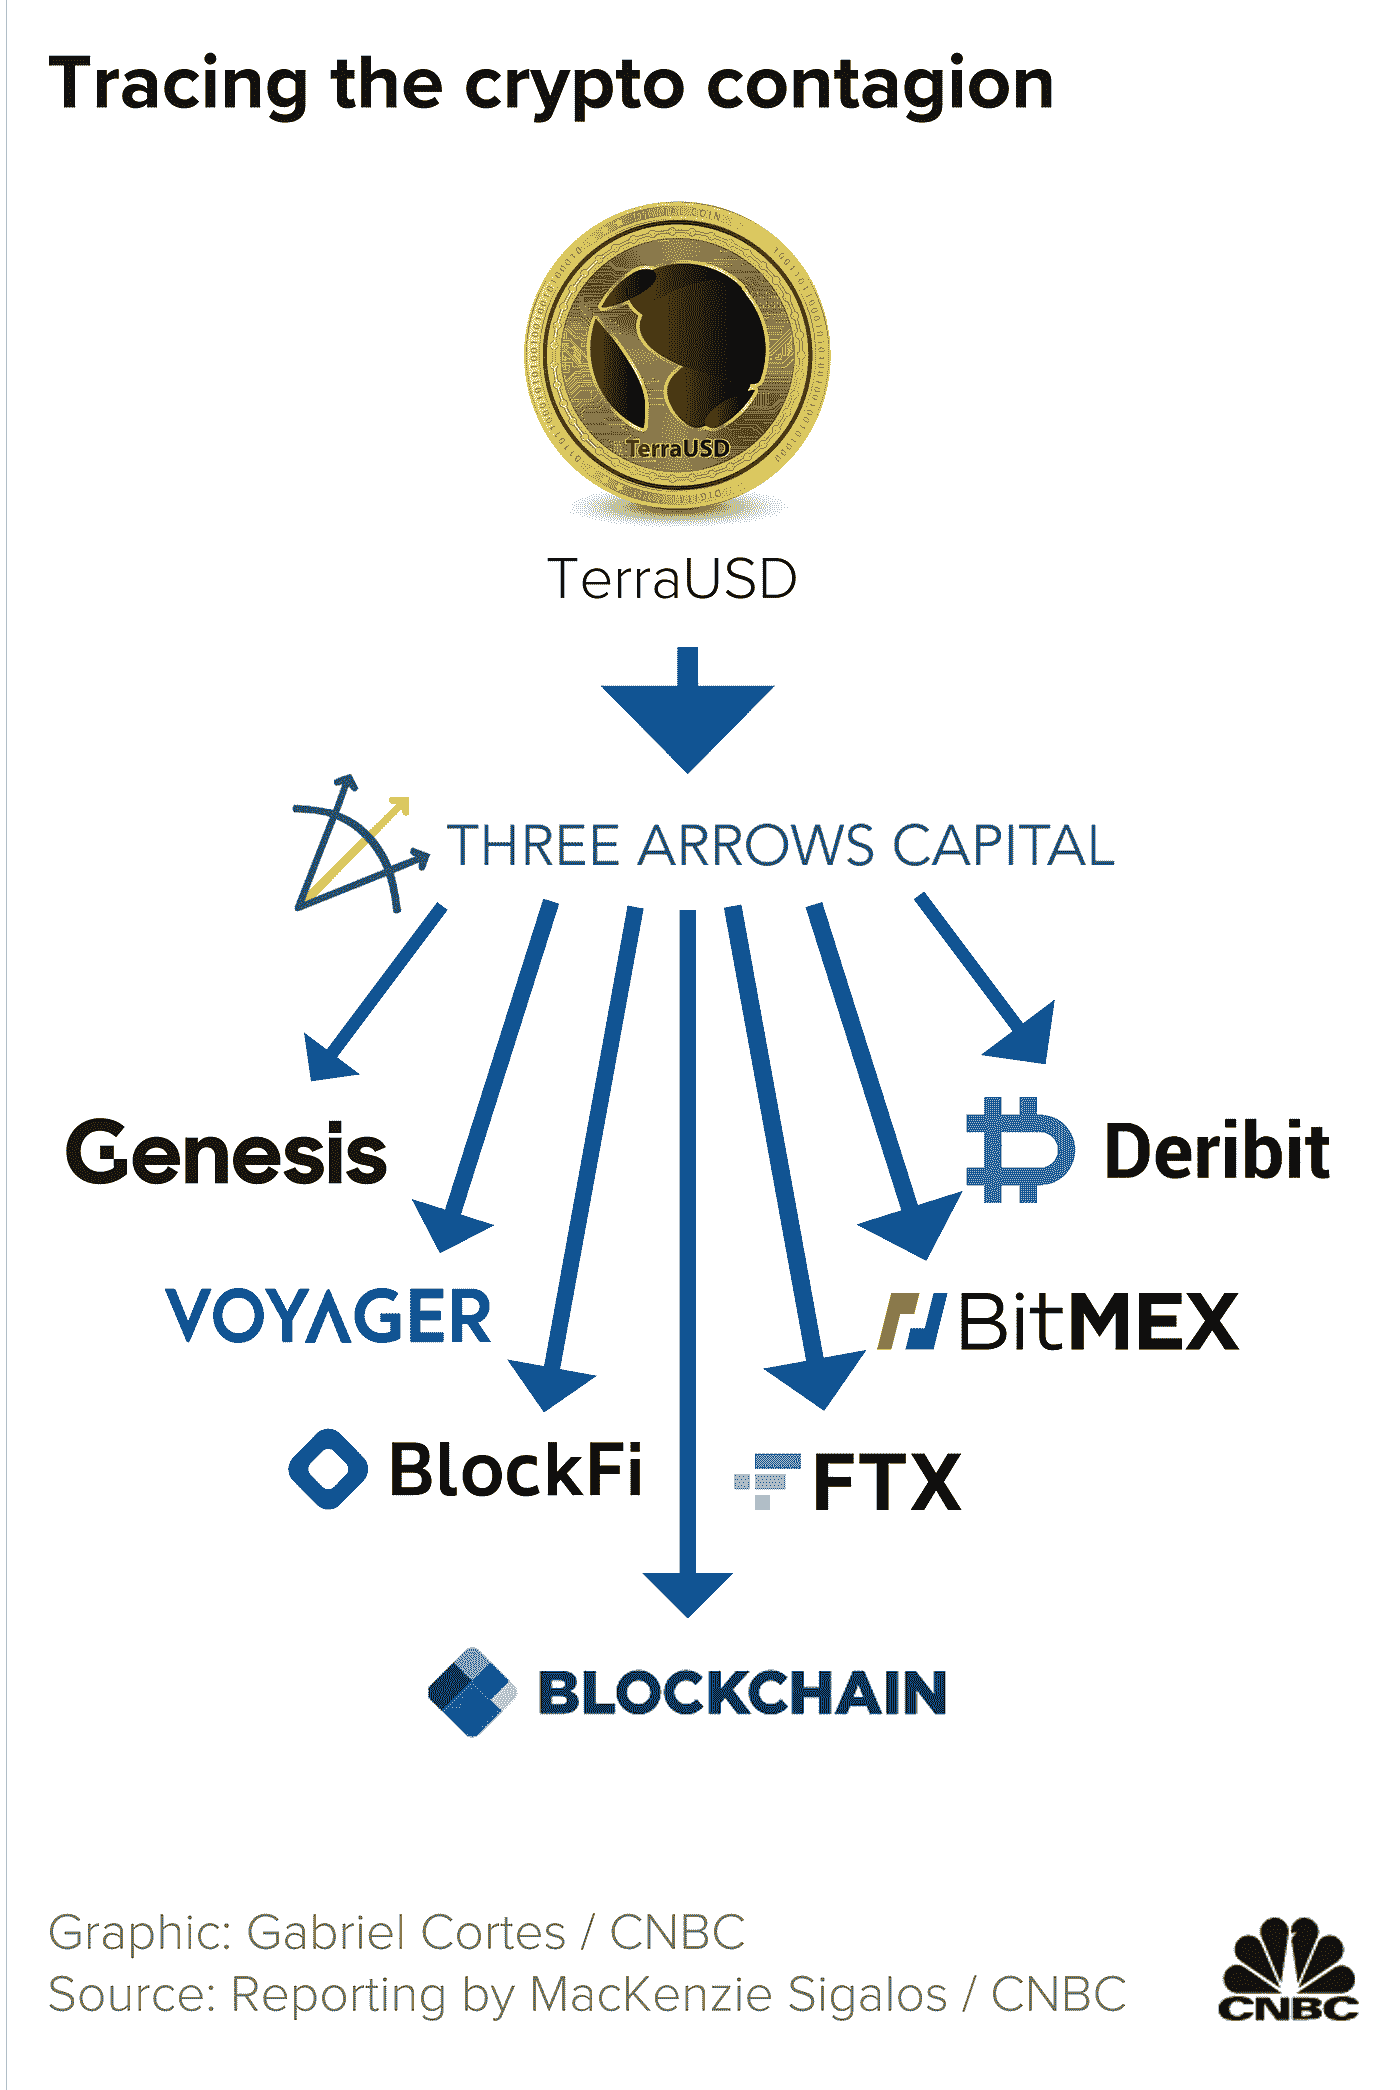 Tracing the crypto contagion
TerraUSD
TerraUSD
THREE ARROWS CAPITAL
Genesis
Deribit
VOYAGER
BitMEX
BlockFi
FTX
BLOCKCHAIN
Graphic: Gabriel Cortes / CNBC
Source: Reporting by MacKenzie Sigalos / CNBC
CNBC